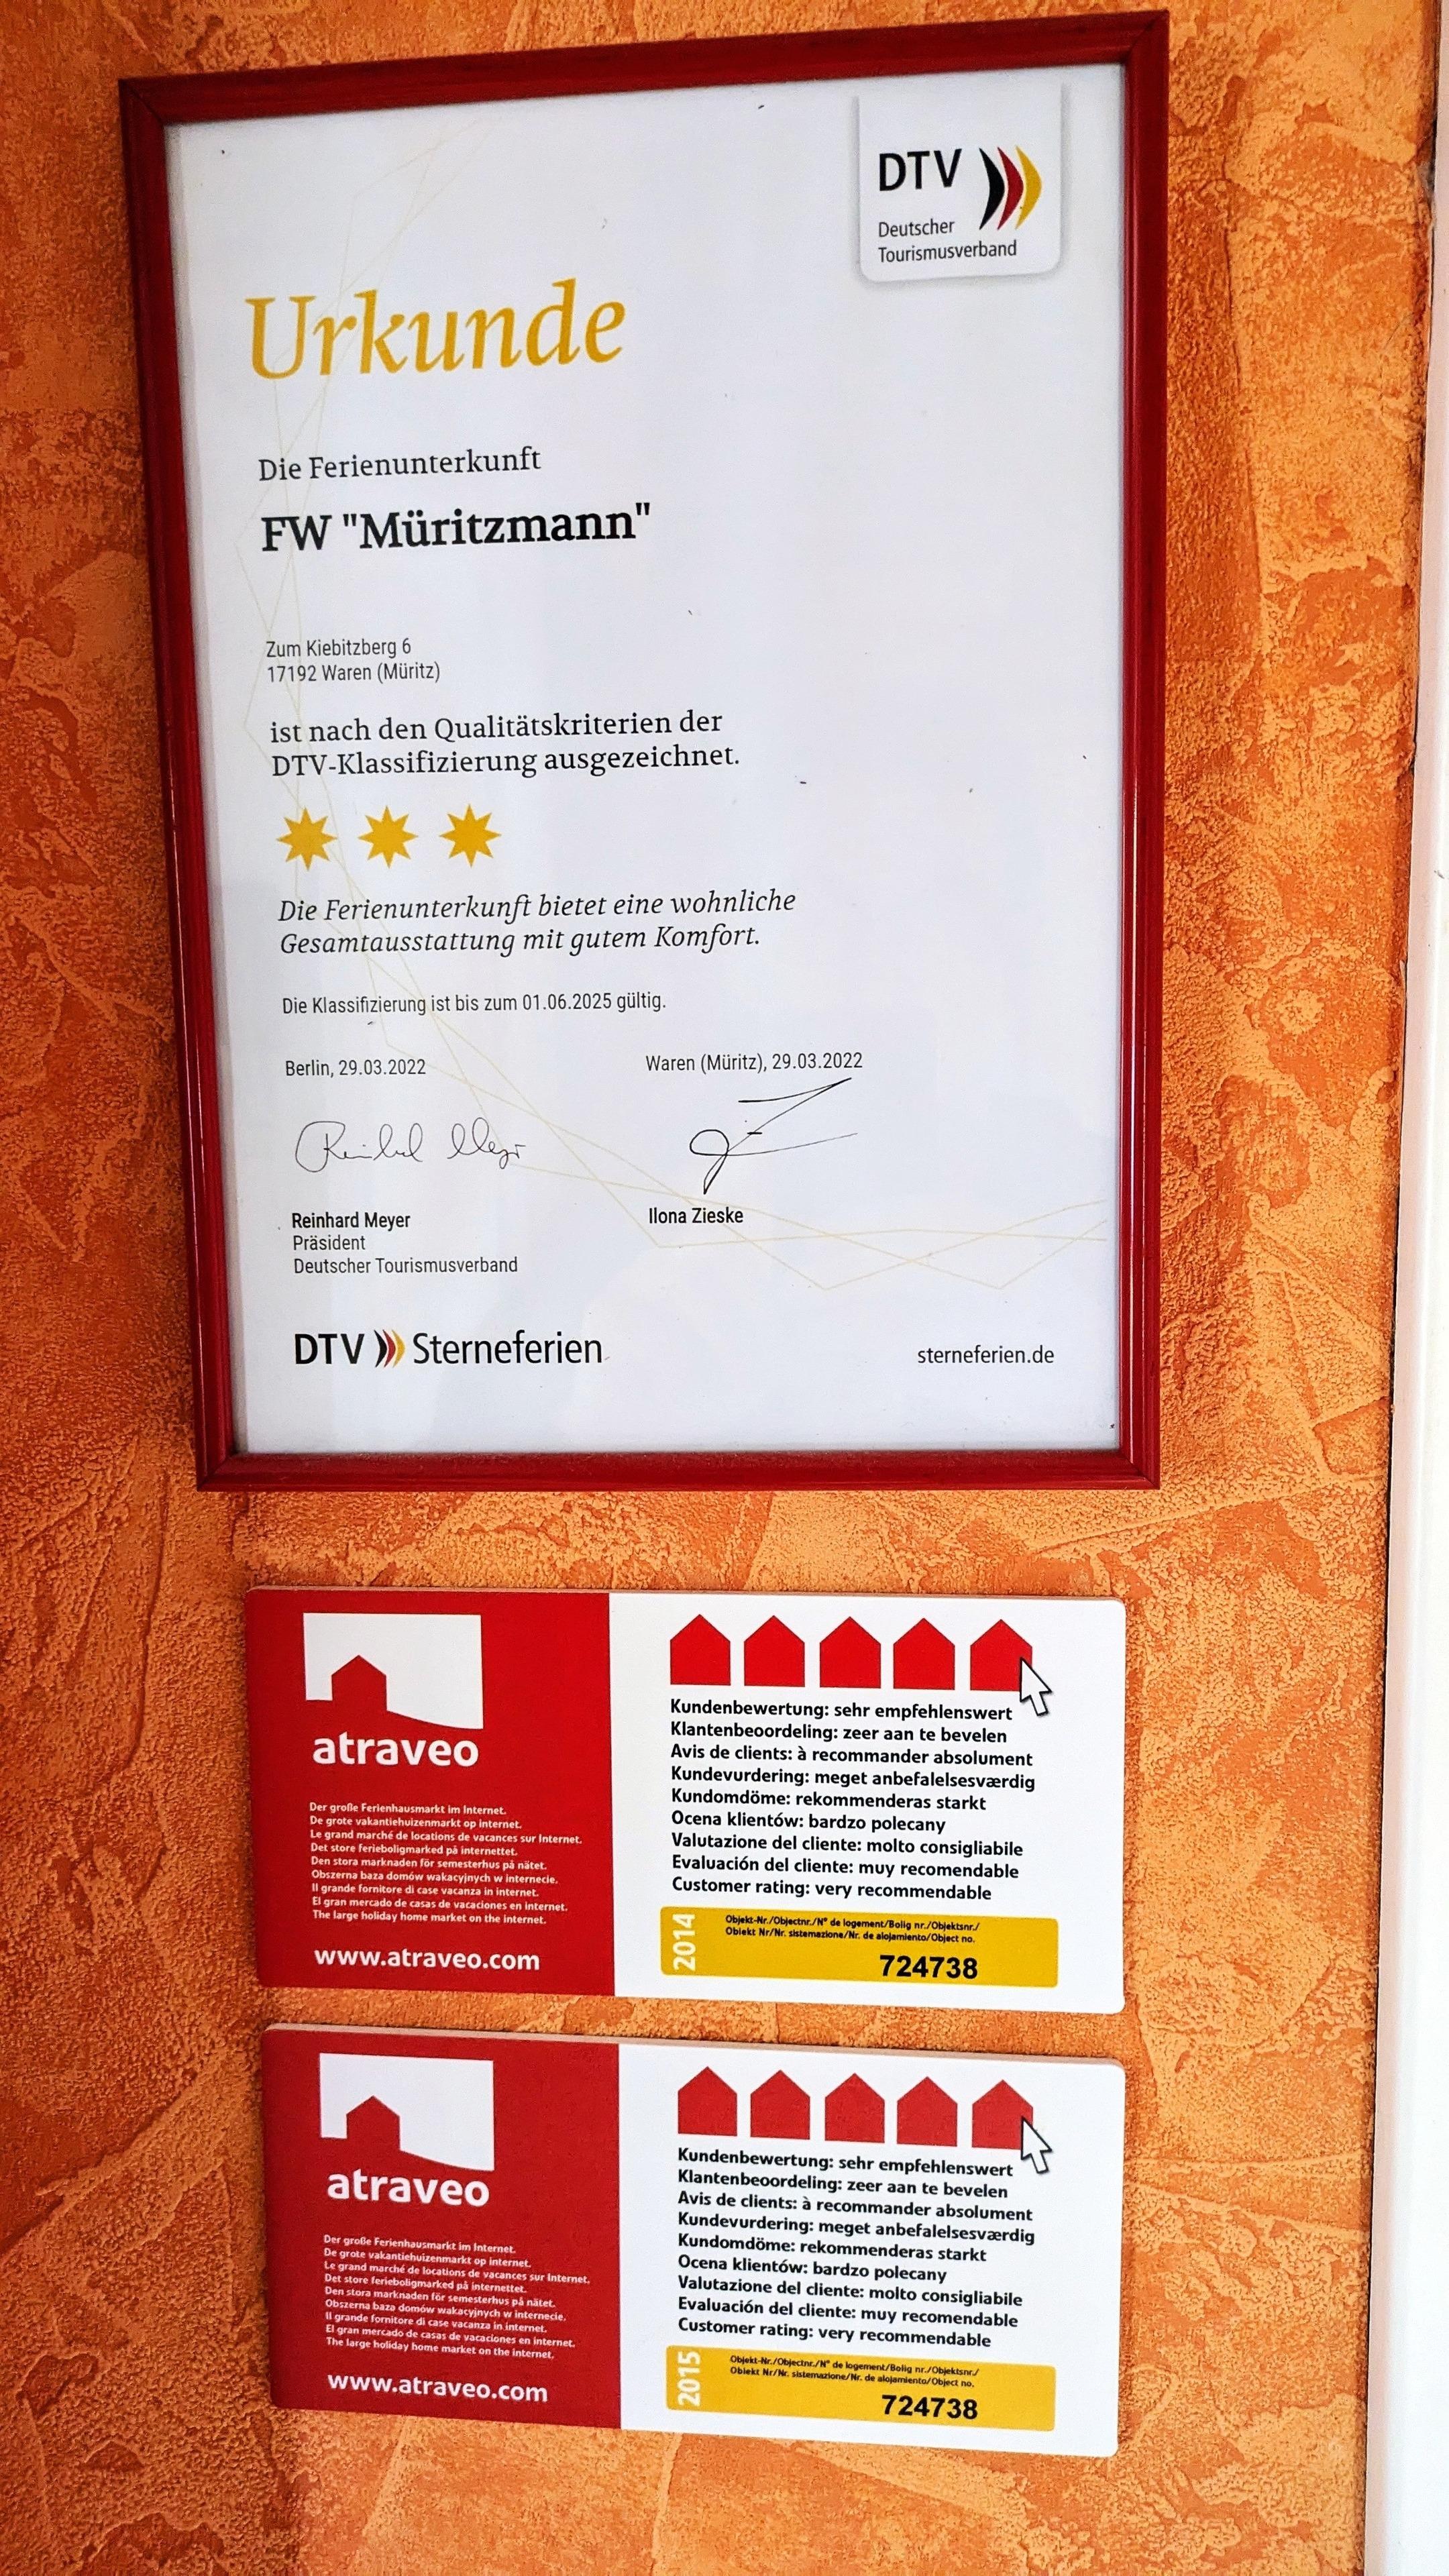 DTV
Deutscher
Tourismusverband
Urkunde
Die Ferienunterkunft
FW "Müritzmann"
Zum Kiebitzberg 6
17192 Waren (Müritz)
ist nach den Qualitätskriterien der
DTV-Klassifizierung ausgezeichnet.
Die Ferienunterkunft bietet eine wohnliche
Gesamtausstattung mit gutem Komfort.
Die Klassifizierung ist bis zum 01.06.2025 gültig.
Berlin, 29.03.2022
Waren (Müritz), 29.03.2022
Reinhard Meyer
Reinhard Meyer
Präsident
Deutscher Tourismusverband
Ilona Zieske
DTV Sterneferien
sterneferien.de
atraveo
Der große Ferienhausmarkt im Internet.
De grote vakantiehuizenmarkt op internet.
Le grand marché de locations de vacances sur Internet.
Det store ferieboligmarked på internettet.
Den stora marknaden för semesterhus på nätet.
Obszerna baza domów wakacyjnych w internecie.
Il grande fornitore di case vacanza in internet.
El gran mercado de casas de vacaciones en internet.
The large holiday home market on the internet.
www.atraveo.com
Kundenbewertung: sehr empfehlenswert
Klantenbeoordeling: zeer aan te bevelen
Avis de clients: à recommander absolument
Kundevurdering: meget anbefalelsesværdig
Kundomdöme: rekommenderas starkt
Ocena klientów: bardzo polecany
Valutazione del cliente: molto consigliabile
Evaluación del cliente: muy recomendable
Customer rating: very recommendable
2014
Objekt-Nr./Objectnr./N° de logement/Bolig nr./Objektsnr./
Obiekt Nr/Nr. sistemazione/Nr. de alojamiento/Object no.
724738
atraveo
Der große Ferienhausmarkt im Internet.
De grote vakantiehuizenmarkt op internet.
Le grand marché de locations de vacances sur Internet.
Det store ferieboligmarked på internettet.
Den stora marknaden för semesterhus på nätet.
Obszerna baza domów wakacyjnych w internecie.
Il grande fornitore di case vacanza in internet.
El gran mercado de casas de vacaciones en internet.
The large holiday home market on the internet.
www.atraveo.com
Kundenbewertung: sehr empfehlenswert
Klantenbeoordeling: zeer aan te bevelen
Avis de clients: à recommander absolument
Kundevurdering: meget anbefalelsesværdig
Kundomdöme: rekommenderas starkt
Ocena klientów: bardzo polecany
Valutazione del cliente: molto consigliabile
Evaluación del cliente: muy recomendable
Customer rating: very recommendable
2015
Objekt-Nr./Objectnr./N° de logement/Bolig nr./Objektsnr./
Obiekt Nr/Nr. sistemazione/Nr. de alojamiento/Object no.
724738